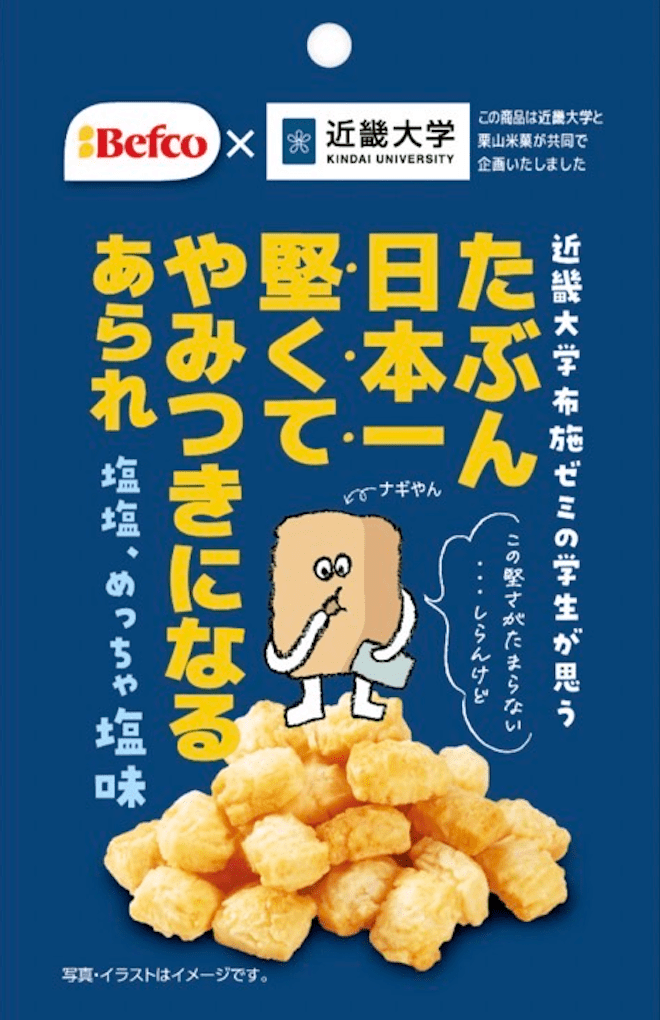 Befco
×
近畿大学
KINDAI UNIVERSITY
この商品は近畿大学と
栗山米菓が共同で
企画いたしました
近畿大学布施ゼミの学生が思う
たぶん
日本一
堅くて
やみつきになる
あられ
塩塩、めっちゃ塩味
ナギやん
この堅さがたまらない
・・・しらんけど
写真・イラストはイメージです。